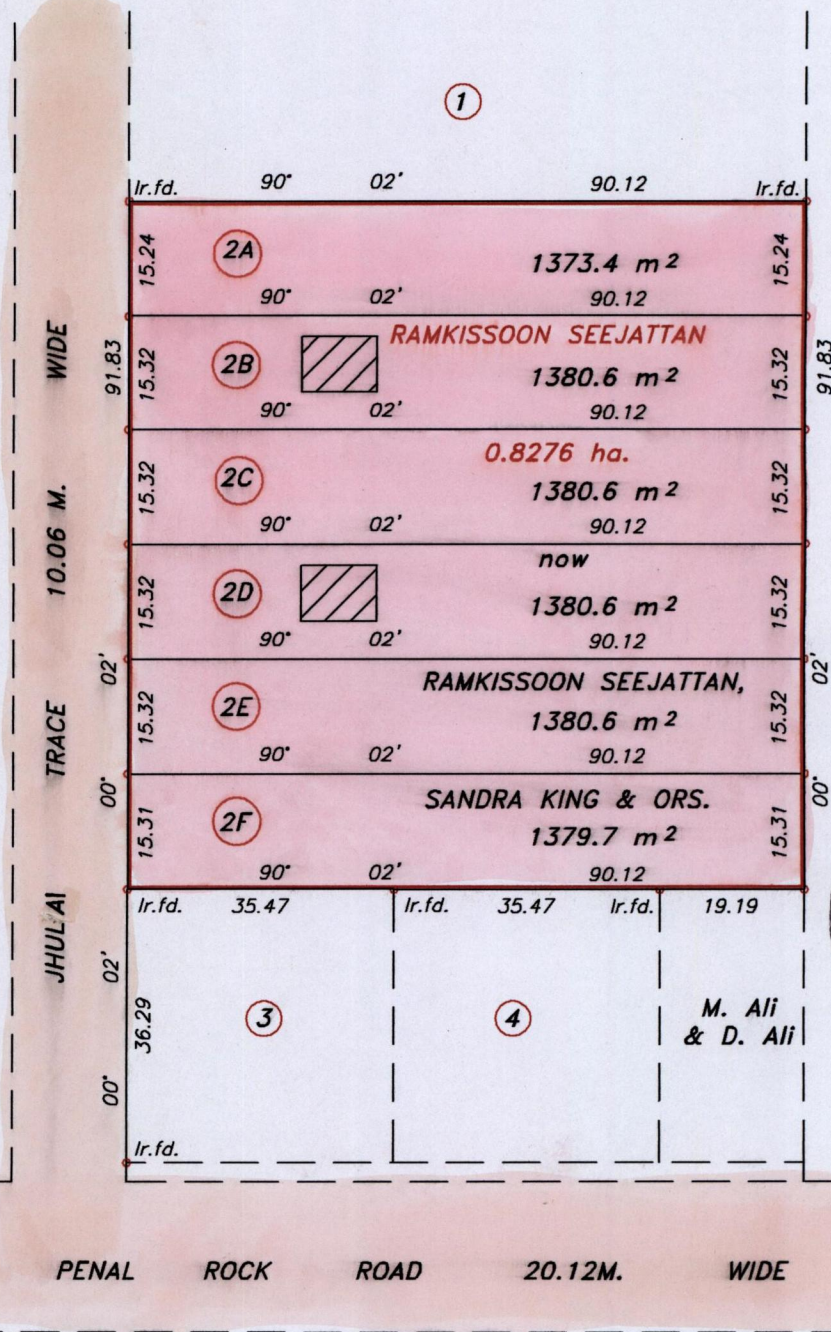 1
Ir.fd. 90° 02' 90.12 Ir.fd.
15.24 2A 1373.4 m² 15.24
90° 02' 90.12
RAMKISSOON SEEJATTAN
15.32 2B 1380.6 m² 15.32
90° 02' 90.12
0.8276 ha.
15.32 2C 1380.6 m² 15.32
90° 02' 90.12
now
15.32 2D 1380.6 m² 15.32
90° 02' 90.12
RAMKISSOON SEEJATTAN,
15.32 2E 1380.6 m² 15.32
90° 02' 90.12
SANDRA KING & ORS.
15.31 2F 1379.7 m² 15.31
90° 02' 90.12
Ir.fd. 35.47 Ir.fd. 35.47 Ir.fd. 19.19
00° 02' 91.83
00° 02' 91.83
JHULAI TRACE 10.06 M. WIDE
00° 02'
36.29
3
4
M. Ali
& D. Ali
Ir.fd.
PENAL ROCK ROAD 20.12M. WIDE